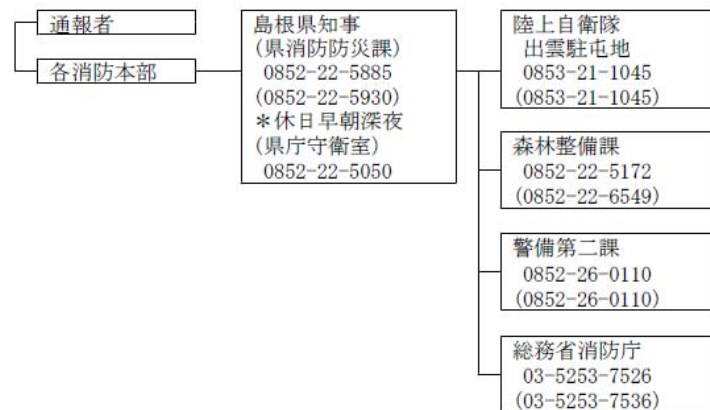 通報者
各消防本部
島根県知事
(県消防防災課)
0852-22-5885
(0852-22-5930)
＊休日早朝深夜
(県庁守衛室)
0852-22-5050
陸上自衛隊
出雲駐屯地
0853-21-1045
(0853-21-1045)
森林整備課
0852-22-5172
(0852-22-6549)
警備第二課
0852-26-0110
(0852-26-0110)
総務省消防庁
03-5253-7526
(03-5253-7536)